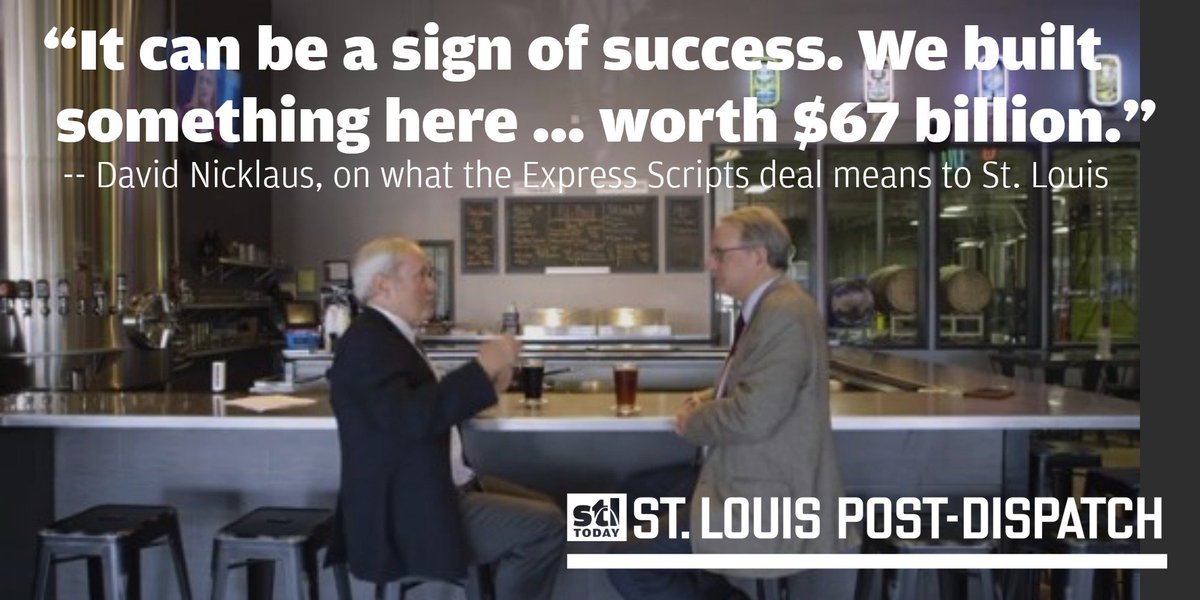 “It can be a sign of success. We built
something here ... worth $67 billion.”
-- David Nicklaus, on what the Express Scripts deal means to St. Louis
stl
TODAY
ST. LOUIS POST-DISPATCH